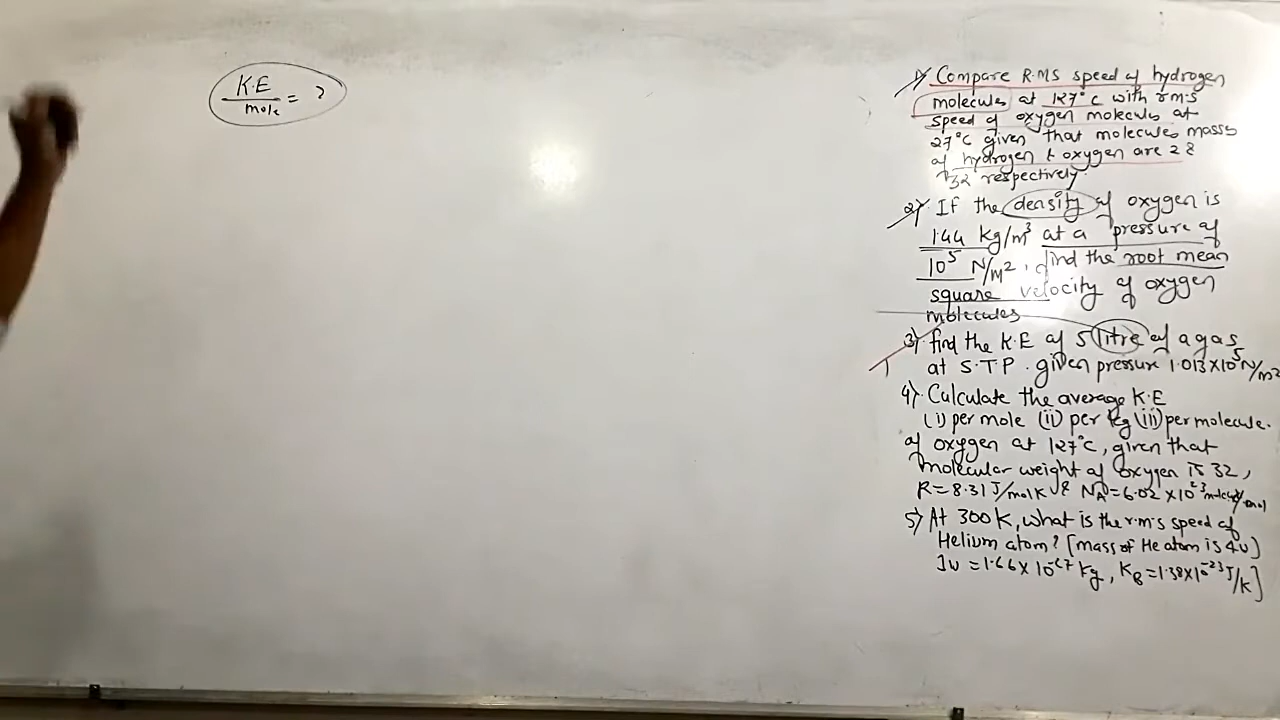 K.E
mole = ?
1) Compare R.M.S speed of hydrogen
molecules at 127°C with r.m.s
speed of oxygen molecules at
27°C given that molecules masses
of hydrogen & oxygen are 2 &
32 respectively.
2) If the density of oxygen is
1.44 kg/m³ at a pressure of
10⁵ N/m², find the root mean
square velocity of oxygen
molecules
3) find the K.E of 5 litre of a gas
at S.T.P. given pressure 1.013×10⁵ N/m²
4) Calculate the average K.E
(i) per mole (ii) per kg (iii) per molecule.
of oxygen at 127°C, given that
molecular weight of oxygen is 32,
R=8.31 J/mol K & N_A=6.02×10²³ molecules/mol
5) At 300K, what is the r.m.s speed of
Helium atom? [mass of He atom is 4u]
1u = 1.66×10⁻²⁷ kg, K_B=1.38×10⁻²³ J/K]